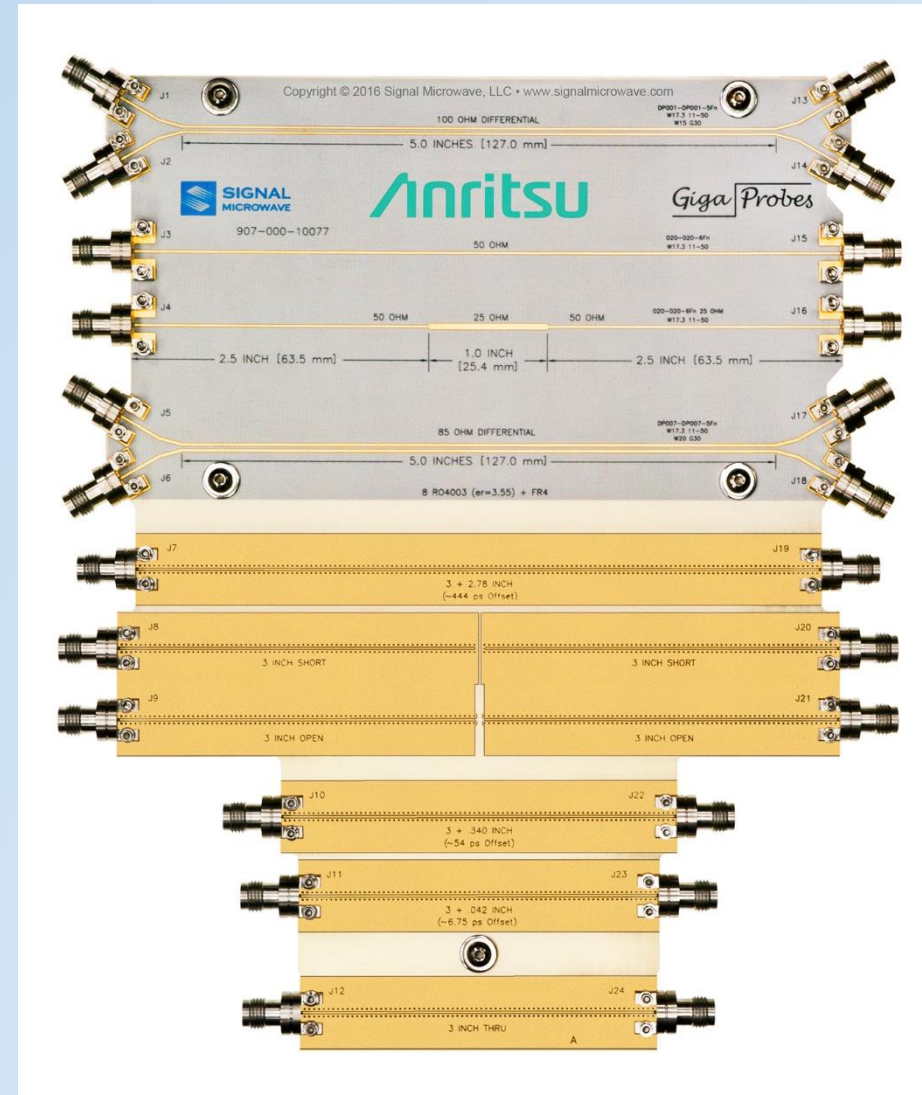 Copyright © 2016 Signal Microwave, LLC • www.signalmicrowave.com
J1
J13
100 OHM DIFFERENTIAL
DP001-DP001-5Fn
W17.3 11-50
W15 G30
5.0 INCHES [127.0 mm]
J2
J14
SIGNAL
MICROWAVE
Anritsu
Giga Probes
907-000-10077
J3
J15
50 OHM
020-020-6Fn
W17.3 11-50
J4
J16
50 OHM
25 OHM
50 OHM
020-020-6Fn 25 OHM
W17.3 11-50
2.5 INCH [63.5 mm]
1.0 INCH
[25.4 mm]
2.5 INCH [63.5 mm]
J5
J17
85 OHM DIFFERENTIAL
DP007-DP007-5Fn
W17.3 11-50
W20 G30
5.0 INCHES [127.0 mm]
J6
J18
8 RO4003 (er=3.55) + FR4
J7
J19
3 + 2.78 INCH
(~444 ps Offset)
J8
J20
3 INCH SHORT
3 INCH SHORT
J9
J21
3 INCH OPEN
3 INCH OPEN
J10
J22
3 + .340 INCH
(~54 ps Offset)
J11
J23
3 + .042 INCH
(~6.75 ps Offset)
J12
J24
3 INCH THRU
A